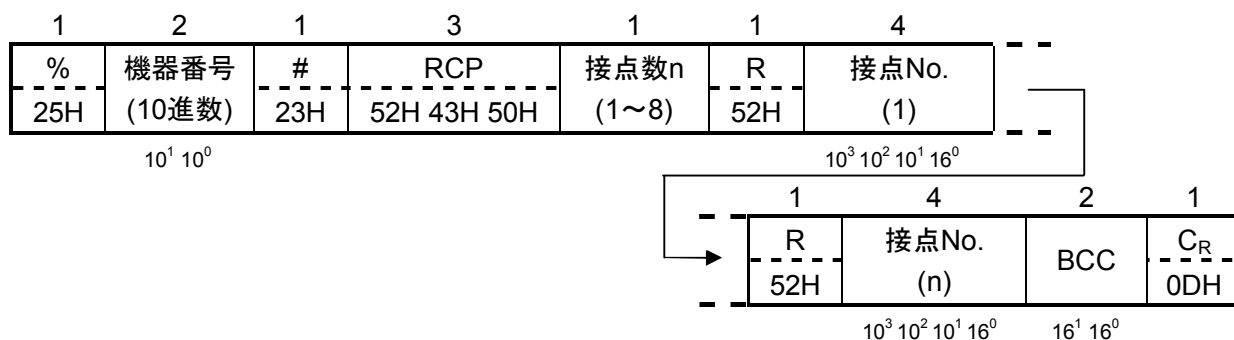 1 2 1 3 1 1 4
% 機器番号 # RCP 接点数n R 接点No.
25H (10進数) 23H 52H 43H 50H (1～8) 52H (1)
10¹ 10⁰ 10³ 10² 10¹ 16⁰
1 4 2 1
R 接点No. BCC C_R
52H (n) 0DH
10³ 10² 10¹ 16⁰ 16¹ 16⁰